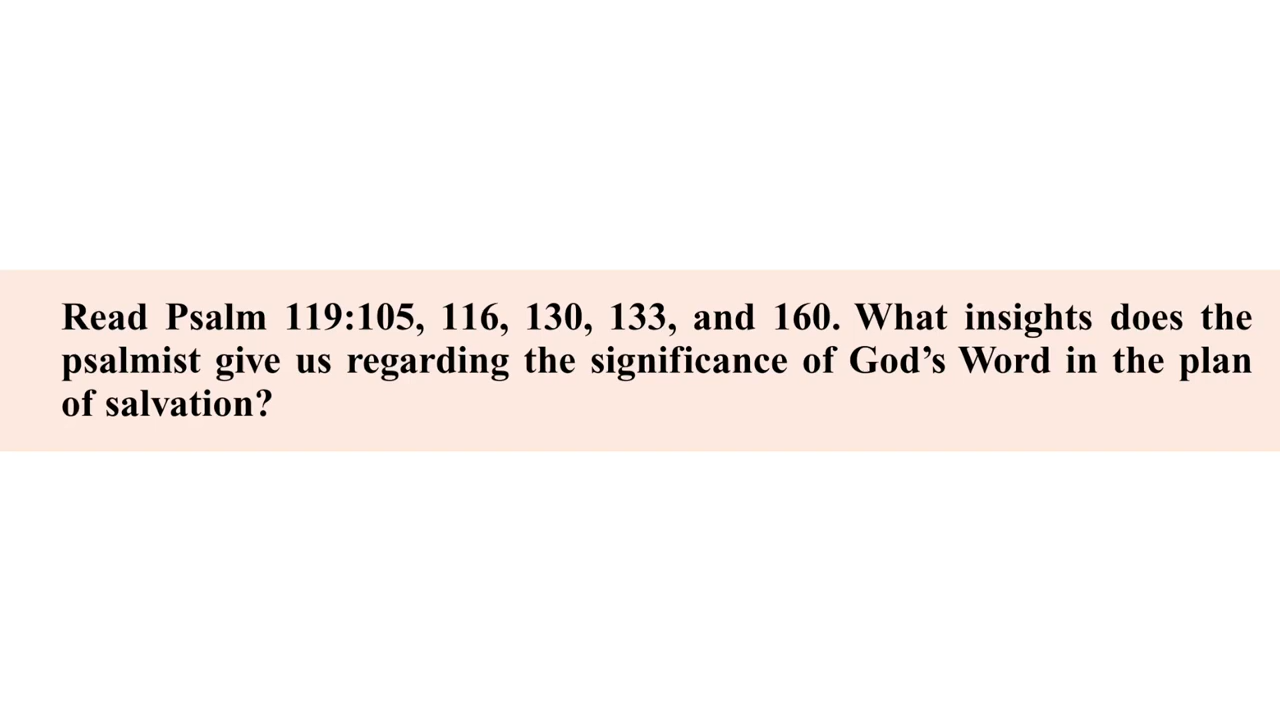 Read Psalm 119:105, 116, 130, 133, and 160. What insights does the
psalmist give us regarding the significance of God’s Word in the plan
of salvation?